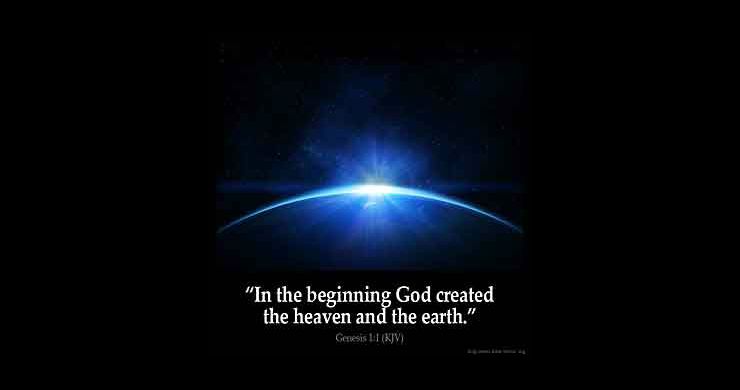 “In the beginning God created
the heaven and the earth.”
Genesis 1:1 (KJV)